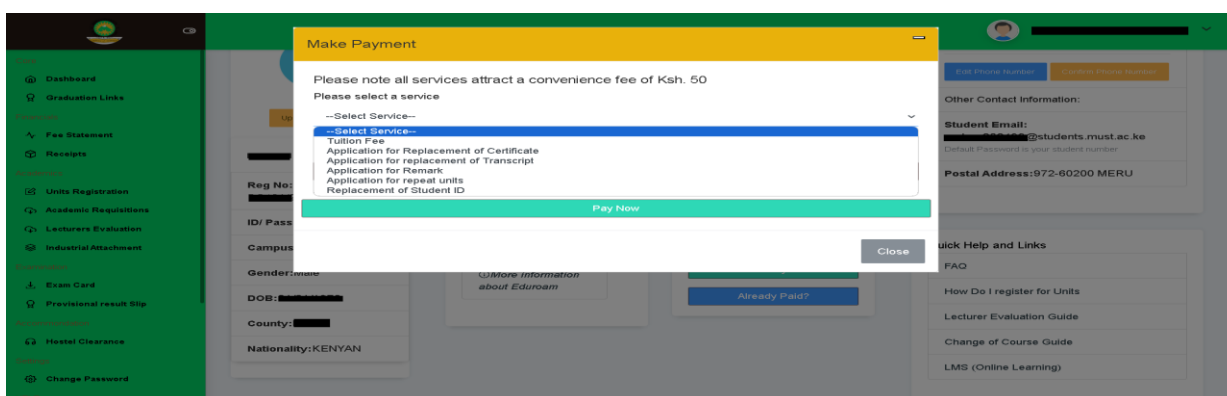 Make Payment
Please note all services attract a convenience fee of Ksh. 50
Please select a service
--Select Service--
--Select Service--
Tuition Fee
Application for Replacement of Certificate
Application for replacement of Transcript
Application for Remark
Application for repeat units
Replacement of Student ID
Pay Now
Close
Dashboard
Graduation Links
Fee Statement
Receipts
Units Registration
Academic Requisitions
Lecturers Evaluation
Industrial Attachment
Exam Card
Provisional result Slip
Hostel Clearance
Change Password
Up
Reg No:
ID/ Pass
Campus
Gender:Male
DOB:
County:
Nationality:KENYAN
More Information
about Eduroam
Already Paid?
Edit Phone Number
Confirm Phone Number
Other Contact Information:
Student Email:
@students.must.ac.ke
Default Password is your student number
Postal Address:972-60200 MERU
uick Help and Links
FAQ
How Do I register for Units
Lecturer Evaluation Guide
Change of Course Guide
LMS (Online Learning)